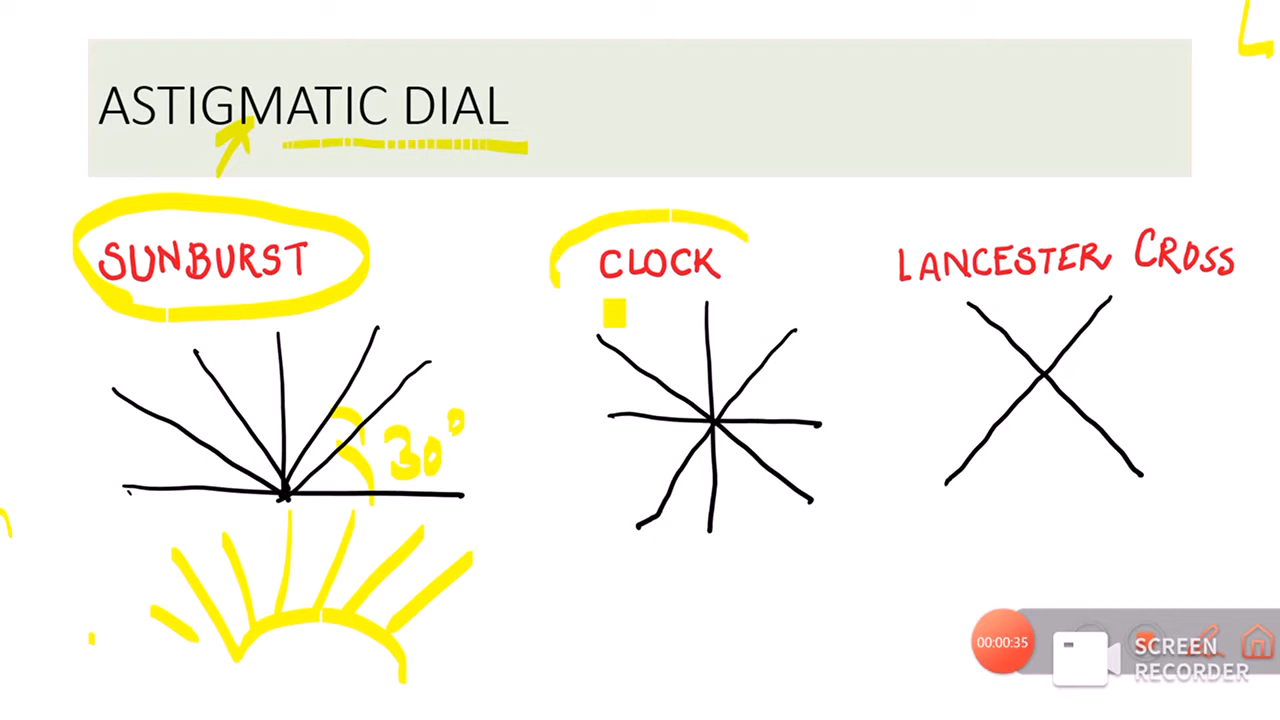 ASTIGMATIC DIAL
SUNBURST
CLOCK
LANCESTER CROSS
30°
00:00:35
SCREEN
RECORDER